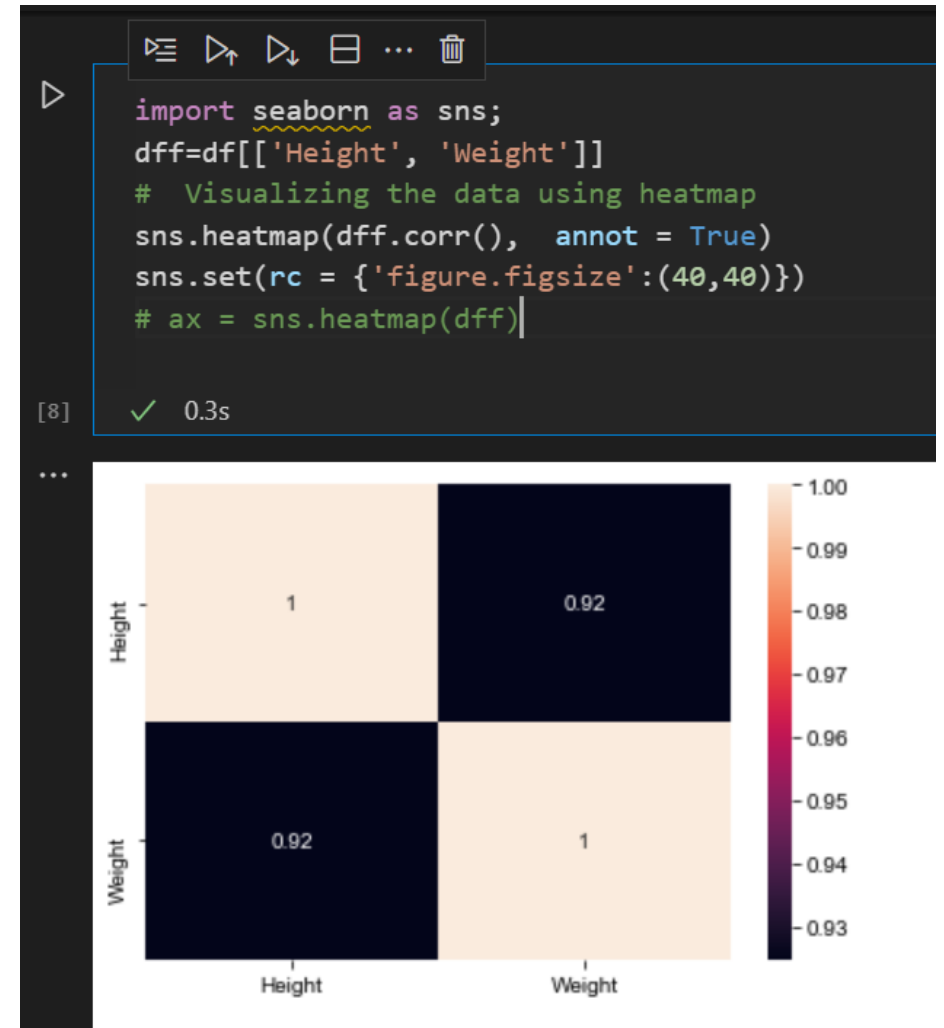 import seaborn as sns;
dff=df[['Height', 'Weight']]
#  Visualizing the data using heatmap
sns.heatmap(dff.corr(),  annot = True)
sns.set(rc = {'figure.figsize':(40,40)})
# ax = sns.heatmap(dff)
[8]
0.3s
1.00
0.99
0.98
0.97
0.96
0.95
0.94
0.93
Height
1
0.92
Weight
0.92
1
Height
Weight